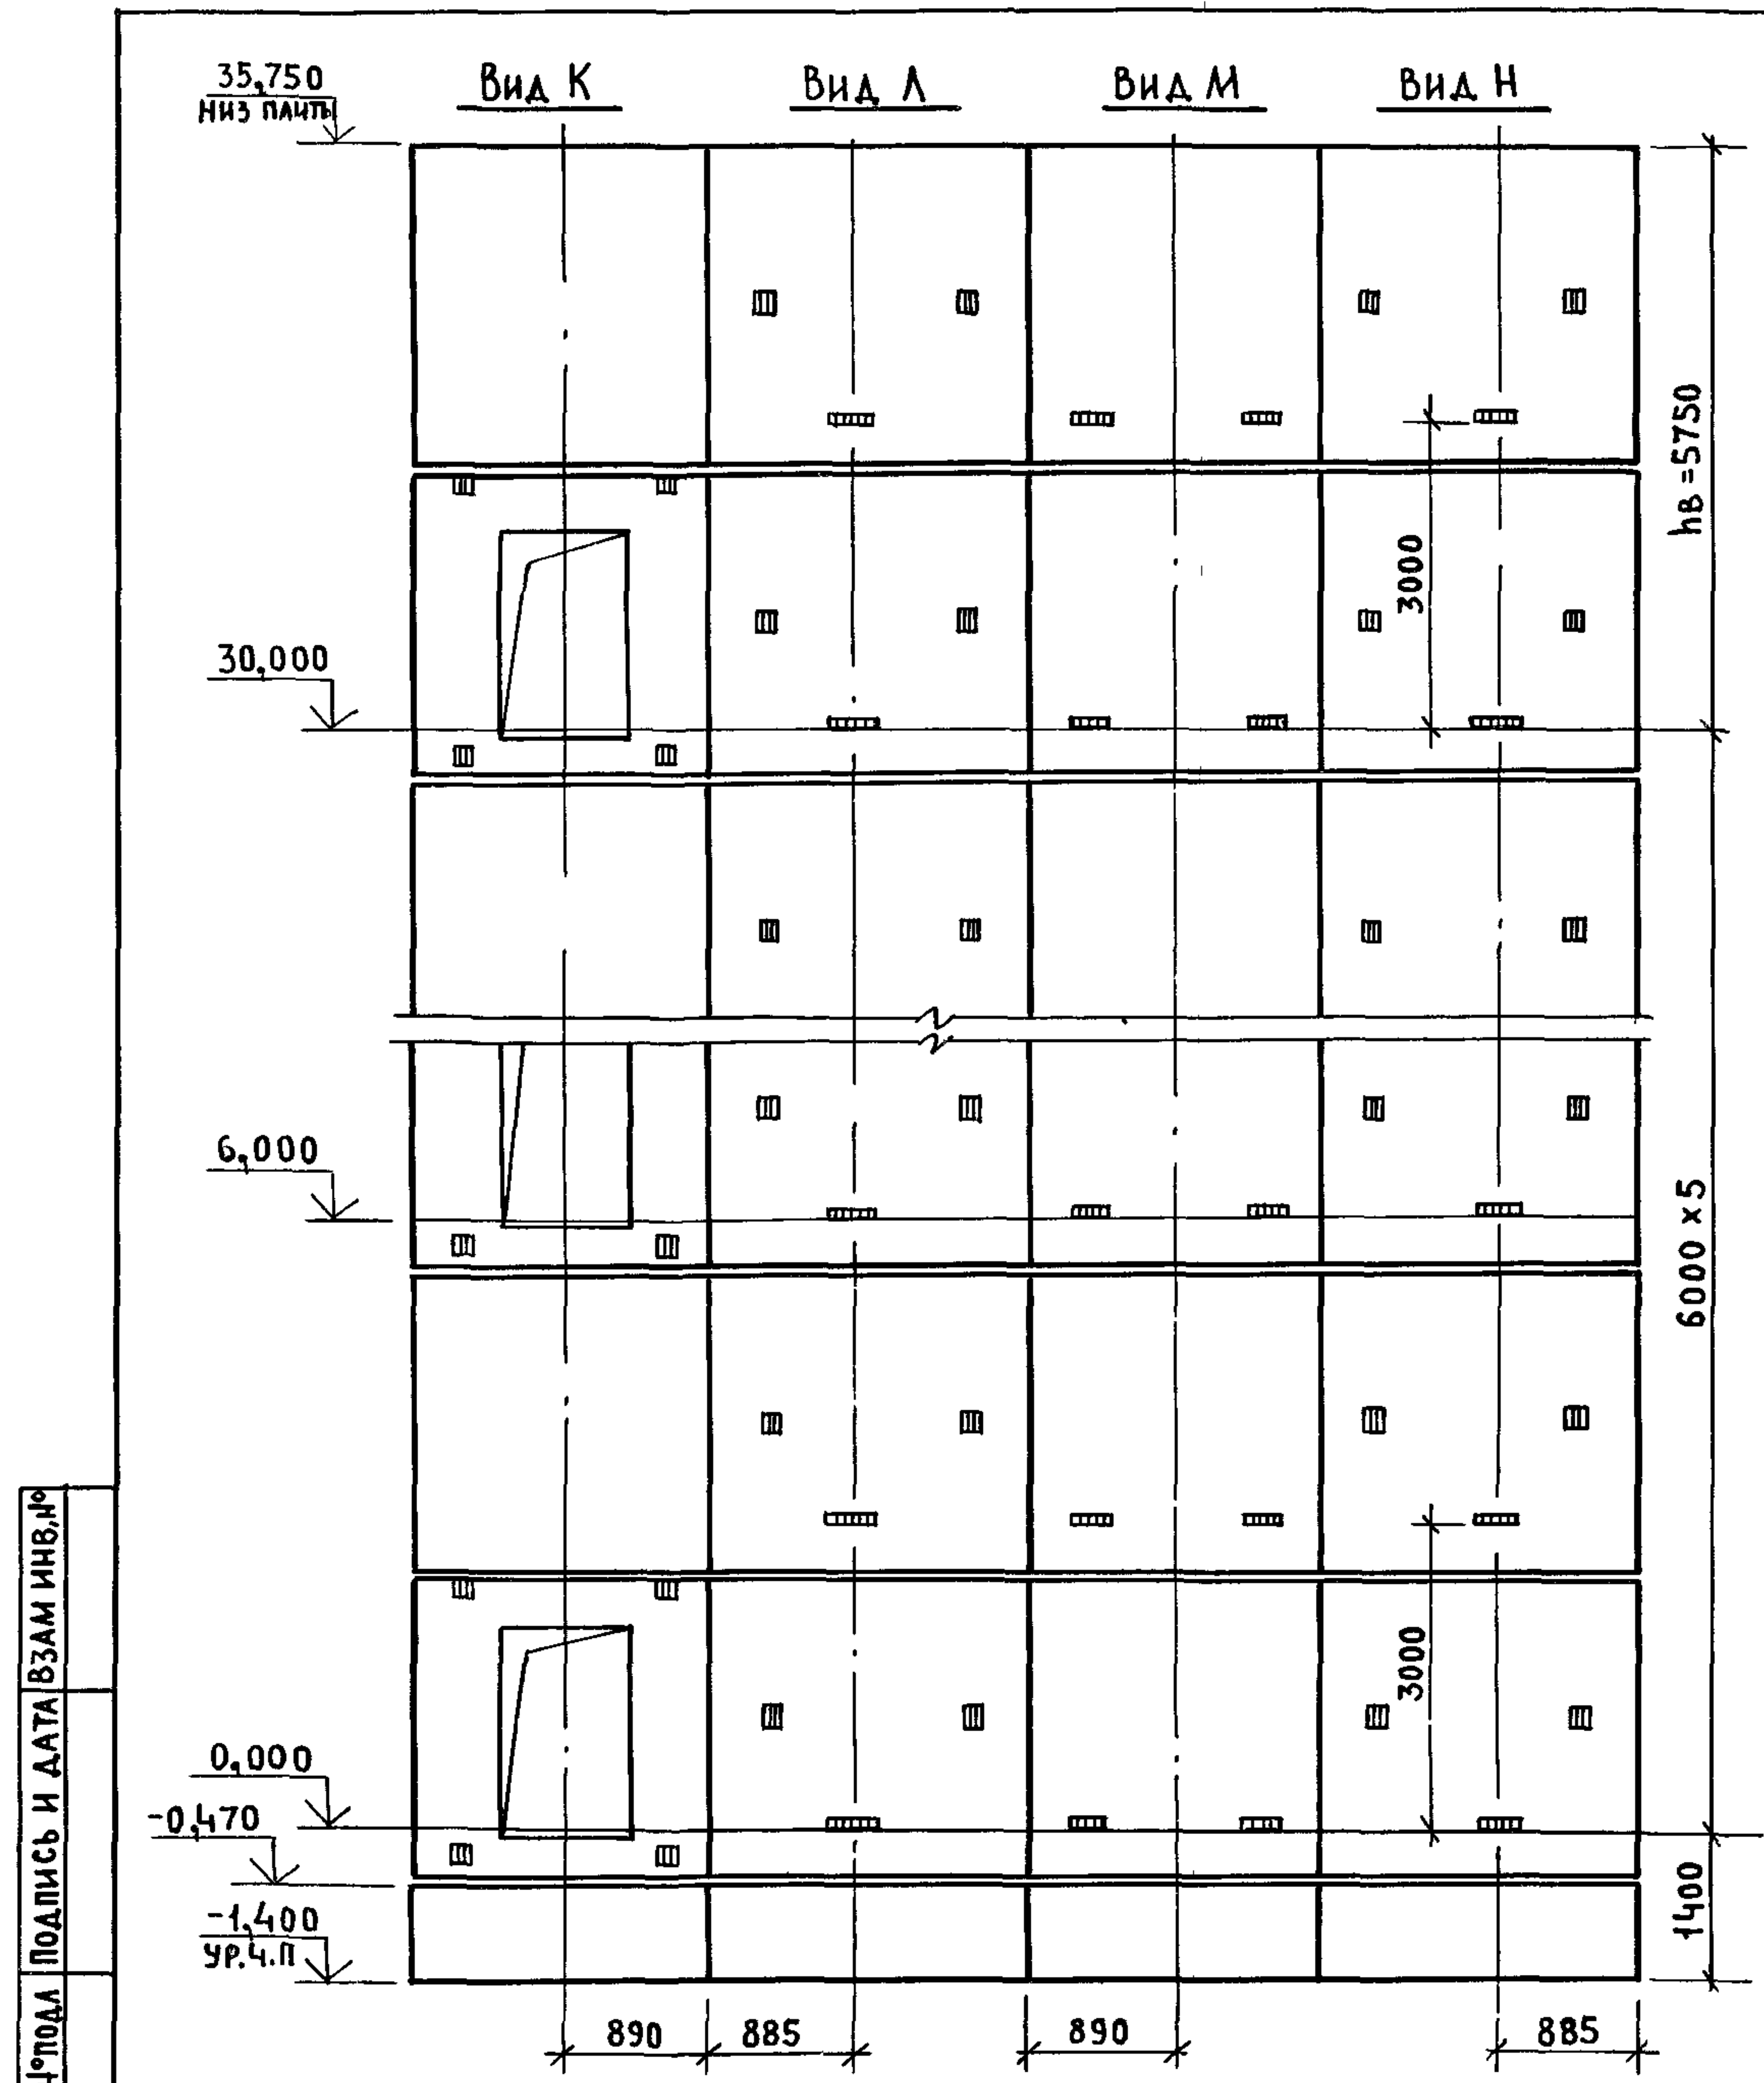 35,750
НИЗ ПЛИТЫ
Вид К
Вид Л
Вид М
Вид Н
hв =5750
3000
30,000
6,000
6000 x 5
3000
0,000
-0,470
-1,400
УР.Ч.П
1400
890
885
890
885
ВЗАМ ИНВ,№
ПОДПИСЬ И ДАТА
№ПОДЛ